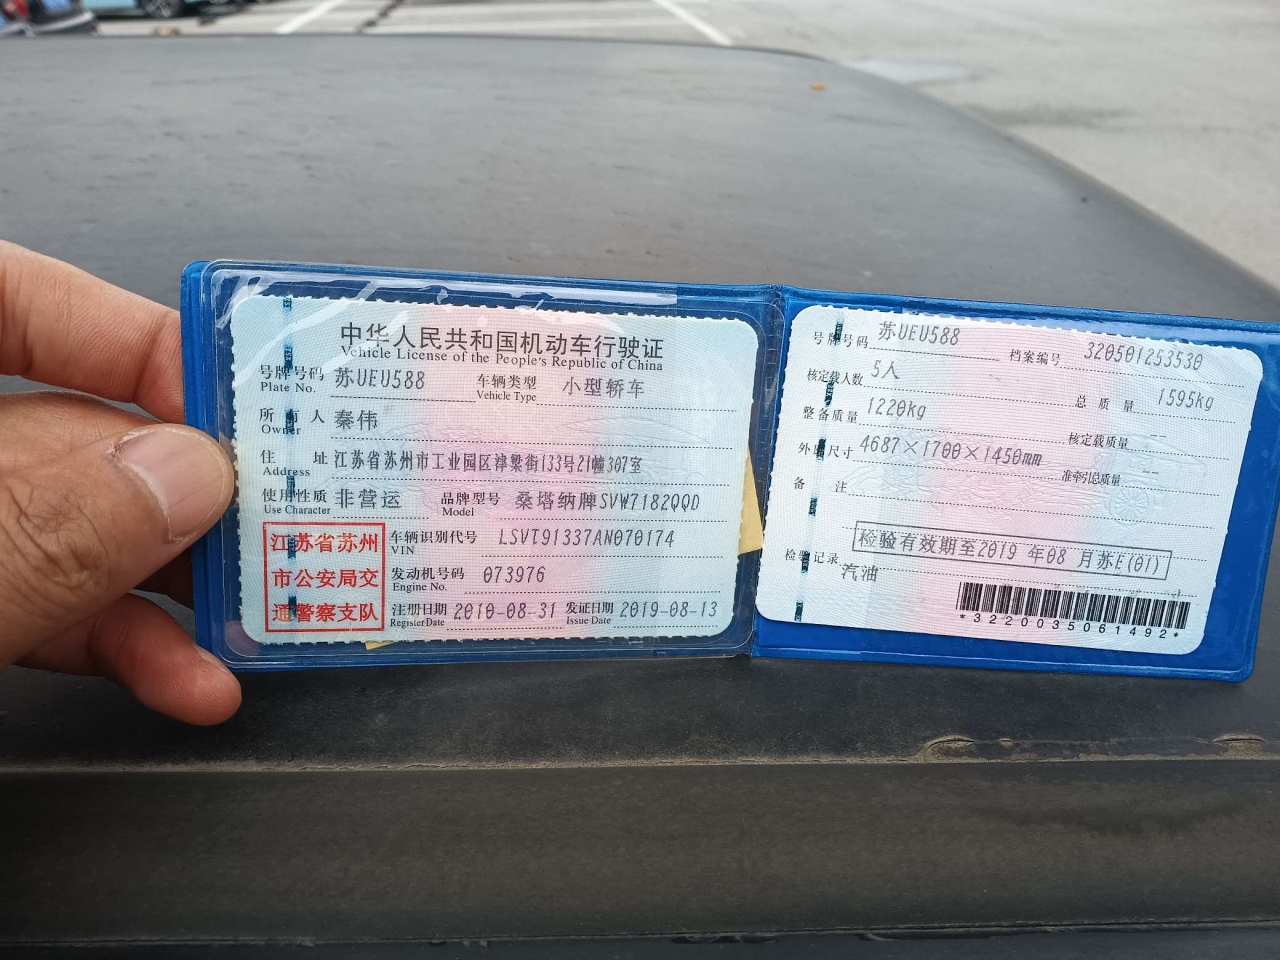 中华人民共和国机动车行驶证
Vehicle License of the People's Republic of China
号牌号码 苏UEU588 车辆类型 小型轿车
Plate No. Vehicle Type
所有人 秦伟
Owner
住址 江苏省苏州市工业园区津梁街133号21幢307室
Address
使用性质 非营运 品牌型号 桑塔纳牌SVW7182QQD
Use Character Model
江苏省苏州
市公安局交
通警察支队
车辆识别代号 LSVT91337AN070174
VIN
发动机号码 073976
Engine No.
注册日期 2010-08-31 发证日期 2019-08-13
Register Date Issue Date
号牌号码 苏UEU588 档案编号 320501253530
核定载人数 5人 总质量 1595kg
整备质量 1220kg 核定载质量 --
外廓尺寸 4687×1700×1450mm 准牵引总质量 --
备注
检验有效期至2019 年08 月苏E(01)
检验记录
汽油
*3220035061492*